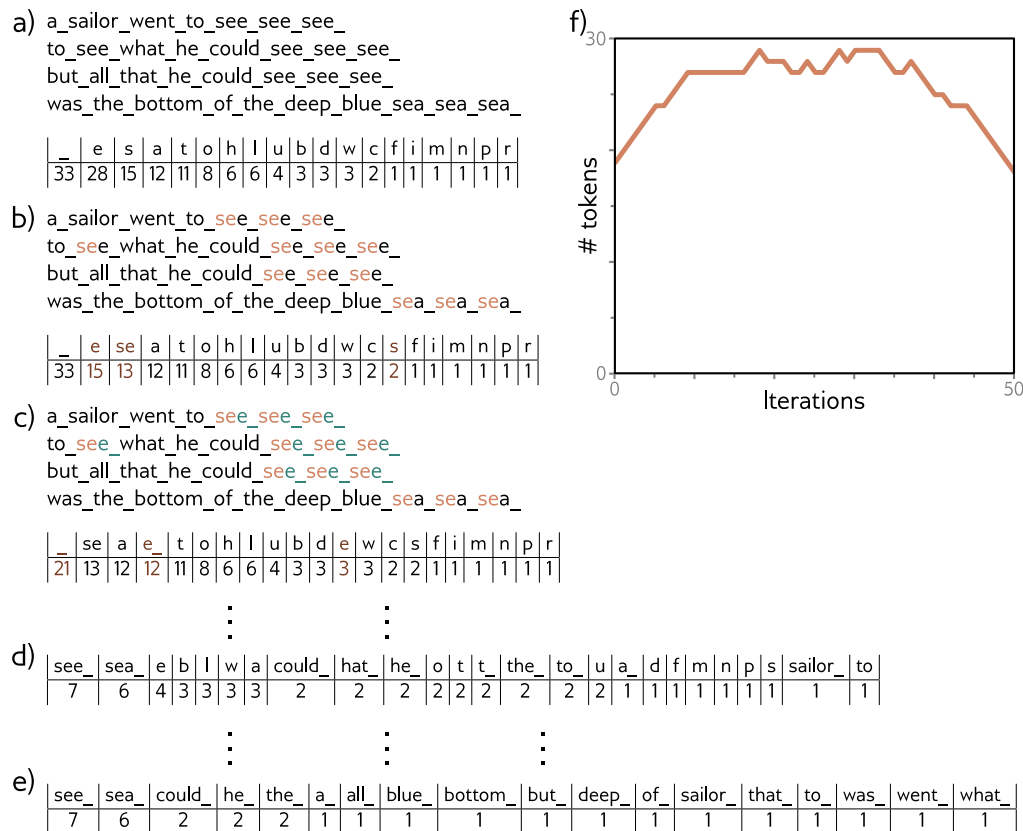 a) a_sailor_went_to_see_see_see_
to_see_what_he_could_see_see_see_
but_all_that_he_could_see_see_see_
was_the_bottom_of_the_deep_blue_sea_sea_sea_
_ e s a t o h l u b d w c f i m n p r
33 28 15 12 11 8 6 6 4 3 3 3 2 1 1 1 1 1 1
b) a_sailor_went_to_see_see_see_
to_see_what_he_could_see_see_see_
but_all_that_he_could_see_see_see_
was_the_bottom_of_the_deep_blue_sea_sea_sea_
_ e se a t o h l u b d w c s f i m n p r
33 15 13 12 11 8 6 6 4 3 3 3 2 2 1 1 1 1 1 1
c) a_sailor_went_to_see_see_see_
to_see_what_he_could_see_see_see_
but_all_that_he_could_see_see_see_
was_the_bottom_of_the_deep_blue_sea_sea_sea_
_ se a e_ t o h l u b d e w c s f i m n p r
21 13 12 12 11 8 6 6 4 3 3 3 3 2 2 1 1 1 1 1 1
d) see_ sea_ e b l w a could_ hat_ he_ o t t_ the_ to_ u a_ d f m n p s sailor_ to
7 6 4 3 3 3 3 2 2 2 2 2 2 2 2 2 1 1 1 1 1 1 1 1 1
e) see_ sea_ could_ he_ the_ a_ all_ blue_ bottom_ but_ deep_ of_ sailor_ that_ to_ was_ went_ what_
7 6 2 2 2 1 1 1 1 1 1 1 1 1 1 1 1 1
f)
30
# tokens
0
0 50
Iterations